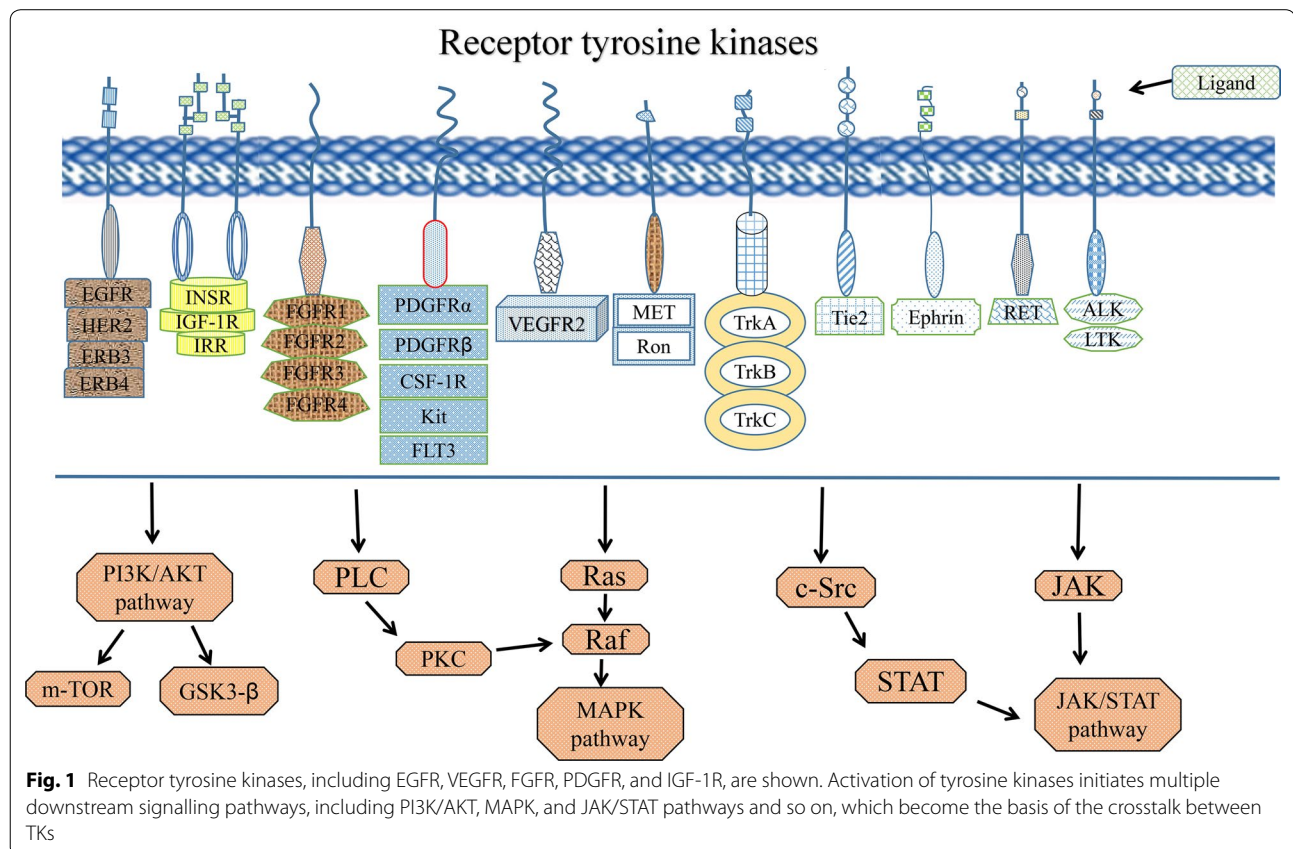 Receptor tyrosine kinases
Ligand
EGFR
HER2
ERB3
ERB4
INSR
IGF-1R
IRR
FGFR1
FGFR2
FGFR3
FGFR4
PDGFRα
PDGFRβ
CSF-1R
Kit
FLT3
VEGFR2
MET
Ron
TrkA
TrkB
TrkC
Tie2
Ephrin
RET
ALK
LTK
PI3K/AKT
pathway
m-TOR
GSK3-β
PLC
PKC
Ras
Raf
MAPK
pathway
c-Src
STAT
JAK
JAK/STAT
pathway
Fig. 1 Receptor tyrosine kinases, including EGFR, VEGFR, FGFR, PDGFR, and IGF-1R, are shown. Activation of tyrosine kinases initiates multiple
downstream signalling pathways, including PI3K/AKT, MAPK, and JAK/STAT pathways and so on, which become the basis of the crosstalk between
TKs